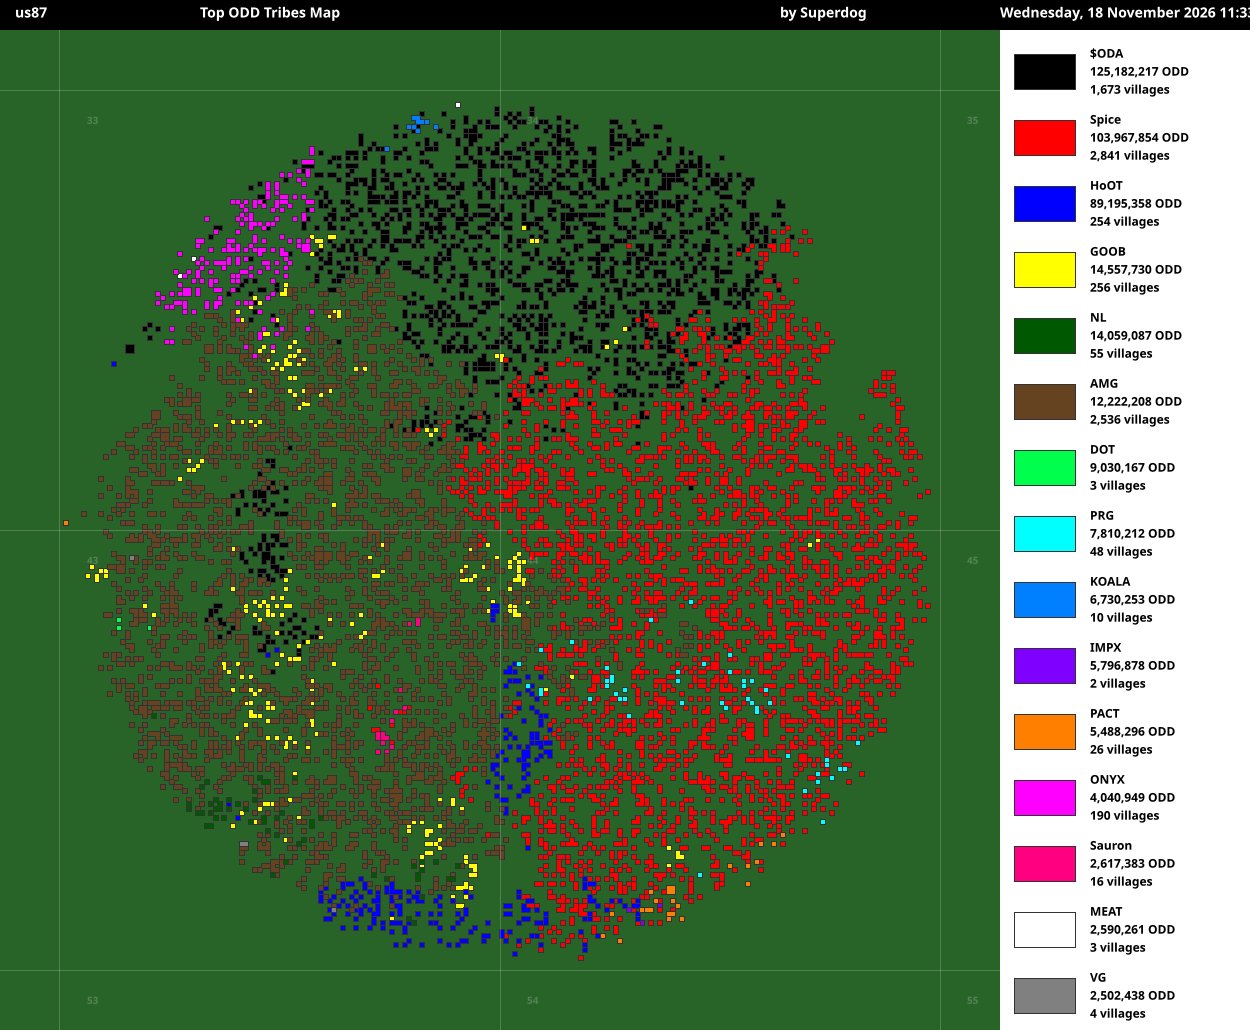 us87 Top ODD Tribes Map by Superdog Wednesday, 18 November 2026 11:33
$ODA
125,182,217 ODD
1,673 villages
Spice
103,967,854 ODD
2,841 villages
HoOT
89,195,358 ODD
254 villages
GOOB
14,557,730 ODD
256 villages
NL
14,059,087 ODD
55 villages
AMG
12,222,208 ODD
2,536 villages
DOT
9,030,167 ODD
3 villages
PRG
7,810,212 ODD
48 villages
KOALA
6,730,253 ODD
10 villages
IMPX
5,796,878 ODD
2 villages
PACT
5,488,296 ODD
26 villages
ONYX
4,040,949 ODD
190 villages
Sauron
2,617,383 ODD
16 villages
MEAT
2,590,261 ODD
3 villages
VG
2,502,438 ODD
4 villages
33 34 35
43 44 45
53 54 55